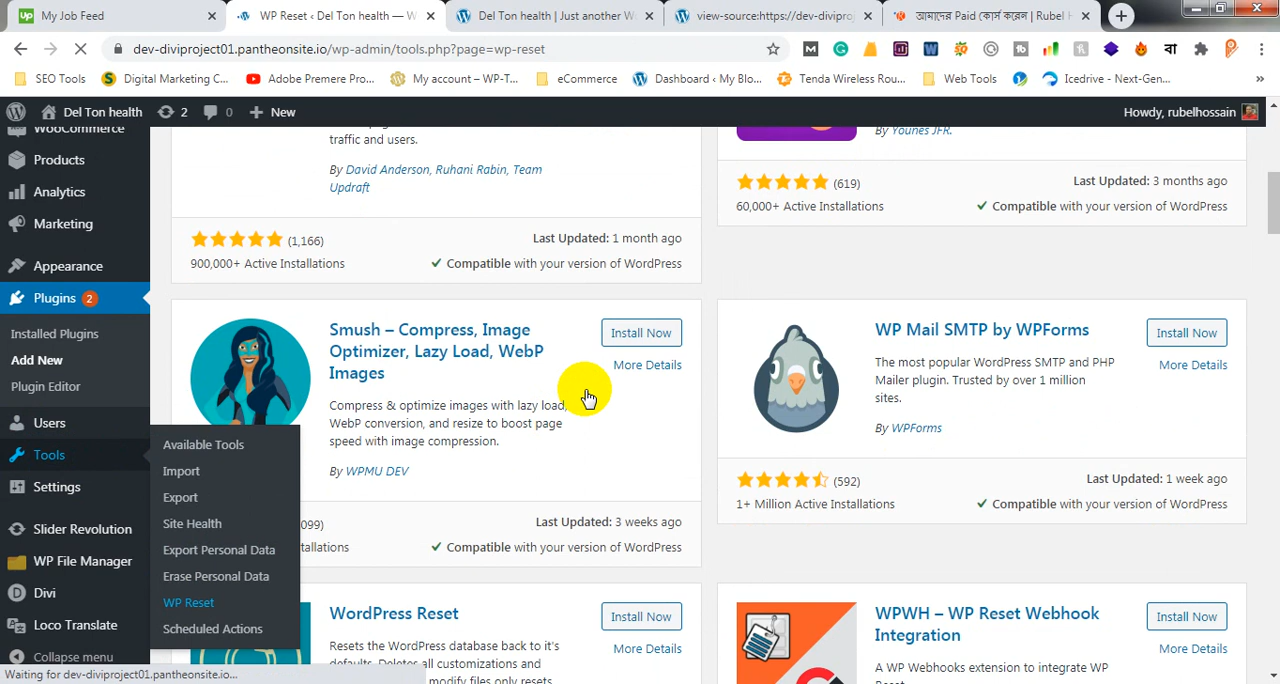 My Job Feed
WP Reset ‹ Del Ton health —
Del Ton health | Just another W
view-source:https://dev-diviproj
আমাদের Paid কোর্স করেল | Rubel H
dev-diviproject01.pantheonsite.io/wp-admin/tools.php?page=wp-reset
SEO Tools
Digital Marketing C...
Adobe Premere Pro...
My account – WP-T...
eCommerce
Dashboard ‹ My Blo...
Tenda Wireless Rou...
Web Tools
Icedrive - Next-Gen...
»
Del Ton health
2
0
New
Howdy, rubelhossain
WooCommerce
Products
Analytics
Marketing
Appearance
Plugins 2
Installed Plugins
Add New
Plugin Editor
Users
Tools
Settings
Slider Revolution
WP File Manager
Divi
Loco Translate
Collapse menu
Available Tools
Import
Export
Site Health
Export Personal Data
Erase Personal Data
WP Reset
Scheduled Actions
traffic and users.
By David Anderson, Ruhani Rabin, Team
Updraft
(1,166)
900,000+ Active Installations
Last Updated: 1 month ago
Compatible with your version of WordPress
By Younes JFR.
(619)
60,000+ Active Installations
Last Updated: 3 months ago
Compatible with your version of WordPress
Smush – Compress, Image
Optimizer, Lazy Load, WebP
Images
Install Now
More Details
Compress & optimize images with lazy load,
WebP conversion, and resize to boost page
speed with image compression.
By WPMU DEV
099)
tallations
Last Updated: 3 weeks ago
Compatible with your version of WordPress
WP Mail SMTP by WPForms
Install Now
More Details
The most popular WordPress SMTP and PHP
Mailer plugin. Trusted by over 1 million
sites.
By WPForms
(592)
1+ Million Active Installations
Last Updated: 1 week ago
Compatible with your version of WordPress
WordPress Reset
Install Now
More Details
Resets the WordPress database back to it's
defaults. Deletes all customizations and
modify files only resets
WPWH – WP Reset Webhook
Integration
Install Now
More Details
A WP Webhooks extension to integrate WP
Reset
Waiting for dev-diviproject01.pantheonsite.io...